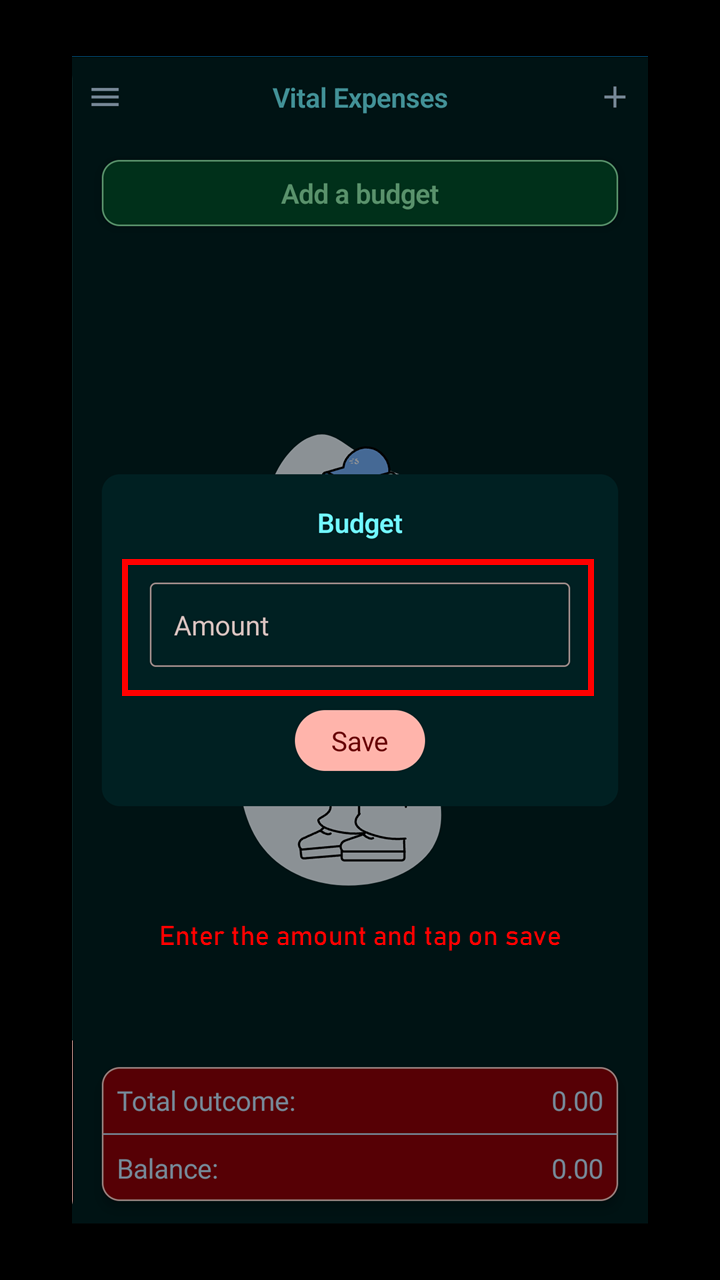 Vital Expenses
Add a budget
Budget
Amount
Save
Enter the amount and tap on save
Total outcome: 0.00
Balance: 0.00